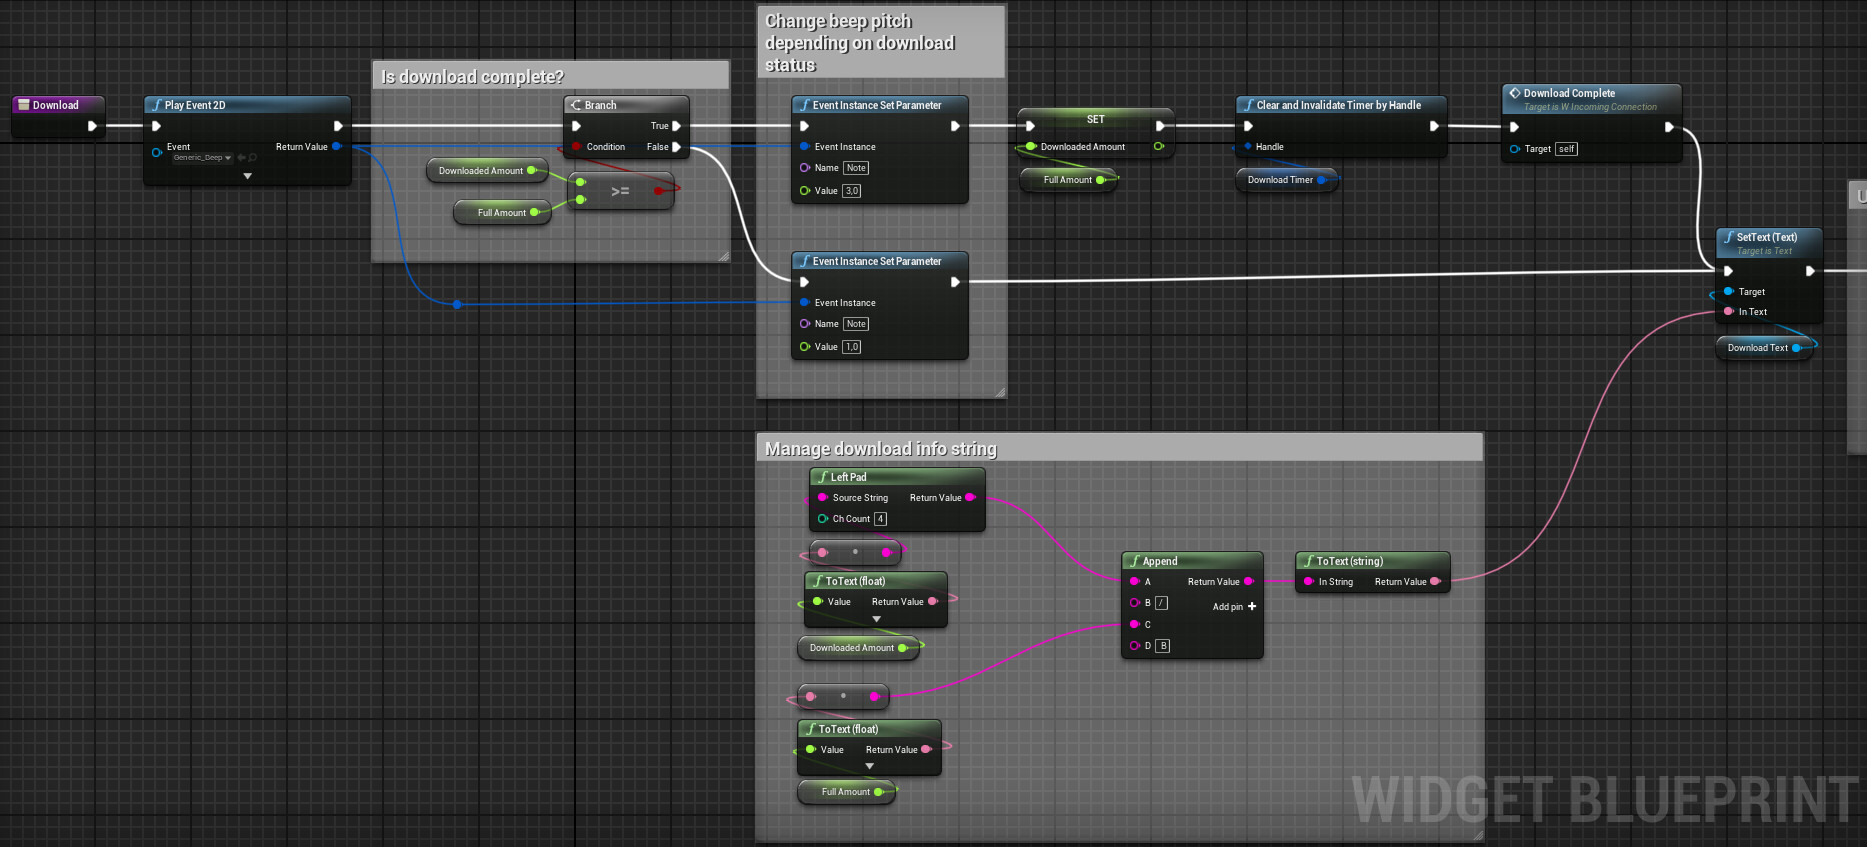 Change beep pitch
depending on download
status
Is download complete?
Download
Play Event 2D
Event
Generic_Deep
Return Value
Branch
True
Condition
False
Downloaded Amount
>=
Full Amount
Event Instance Set Parameter
Event Instance
Name Note
Value 3,0
SET
Downloaded Amount
Full Amount
Clear and Invalidate Timer by Handle
Handle
Download Timer
Download Complete
Target is W Incoming Connection
Target self
Event Instance Set Parameter
Event Instance
Name Note
Value 1,0
SetText (Text)
Target is Text
Target
In Text
Download Text
U
Manage download info string
Left Pad
Source String Return Value
Ch Count 4
ToText (float)
Value Return Value
Downloaded Amount
ToText (float)
Value Return Value
Full Amount
Append
A Return Value
B /
Add pin +
C
D B
ToText (string)
In String Return Value
WIDGET BLUEPRINT